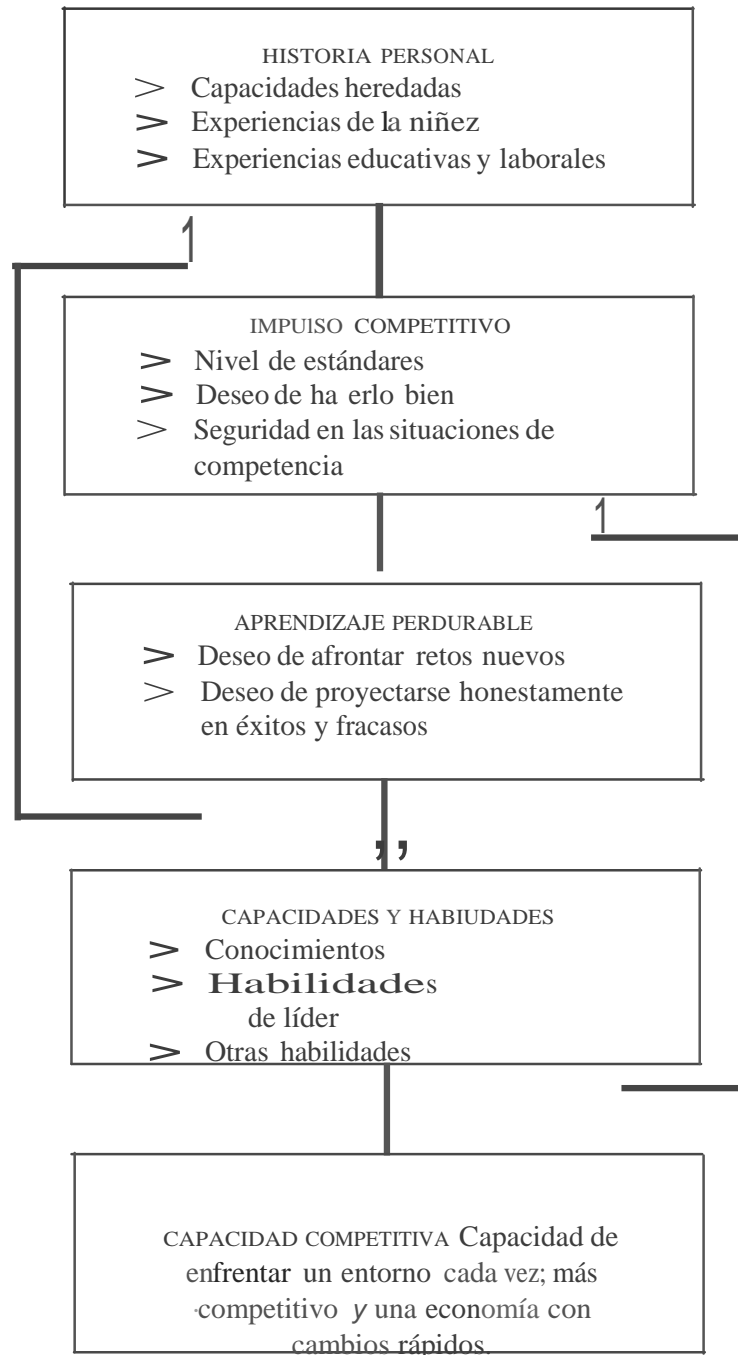 HISTORIA PERSONAL
> Capacidades heredadas
> Experiencias de la niñez
> Experiencias educativas y laborales
1
IMPUlSO COMPETITIVO
> Nivel de estándares
> Deseo de ha erlo bien
> Seguridad en las situaciones de
competencia
1
APRENDIZAJE PERDURABLE
> Deseo de afrontar retos nuevos
> Deseo de proyectarse honestamente
en éxitos y fracasos
,,
CAPACIDADES Y HABIUDADES
> Conocimientos
> Habilidades
de líder
> Otras habilidades
CAPACIDAD COMPETITIVA Capacidad de
enfrentar un entorno cada vez; más
·competitivo y una economía con
cambios rápidos.